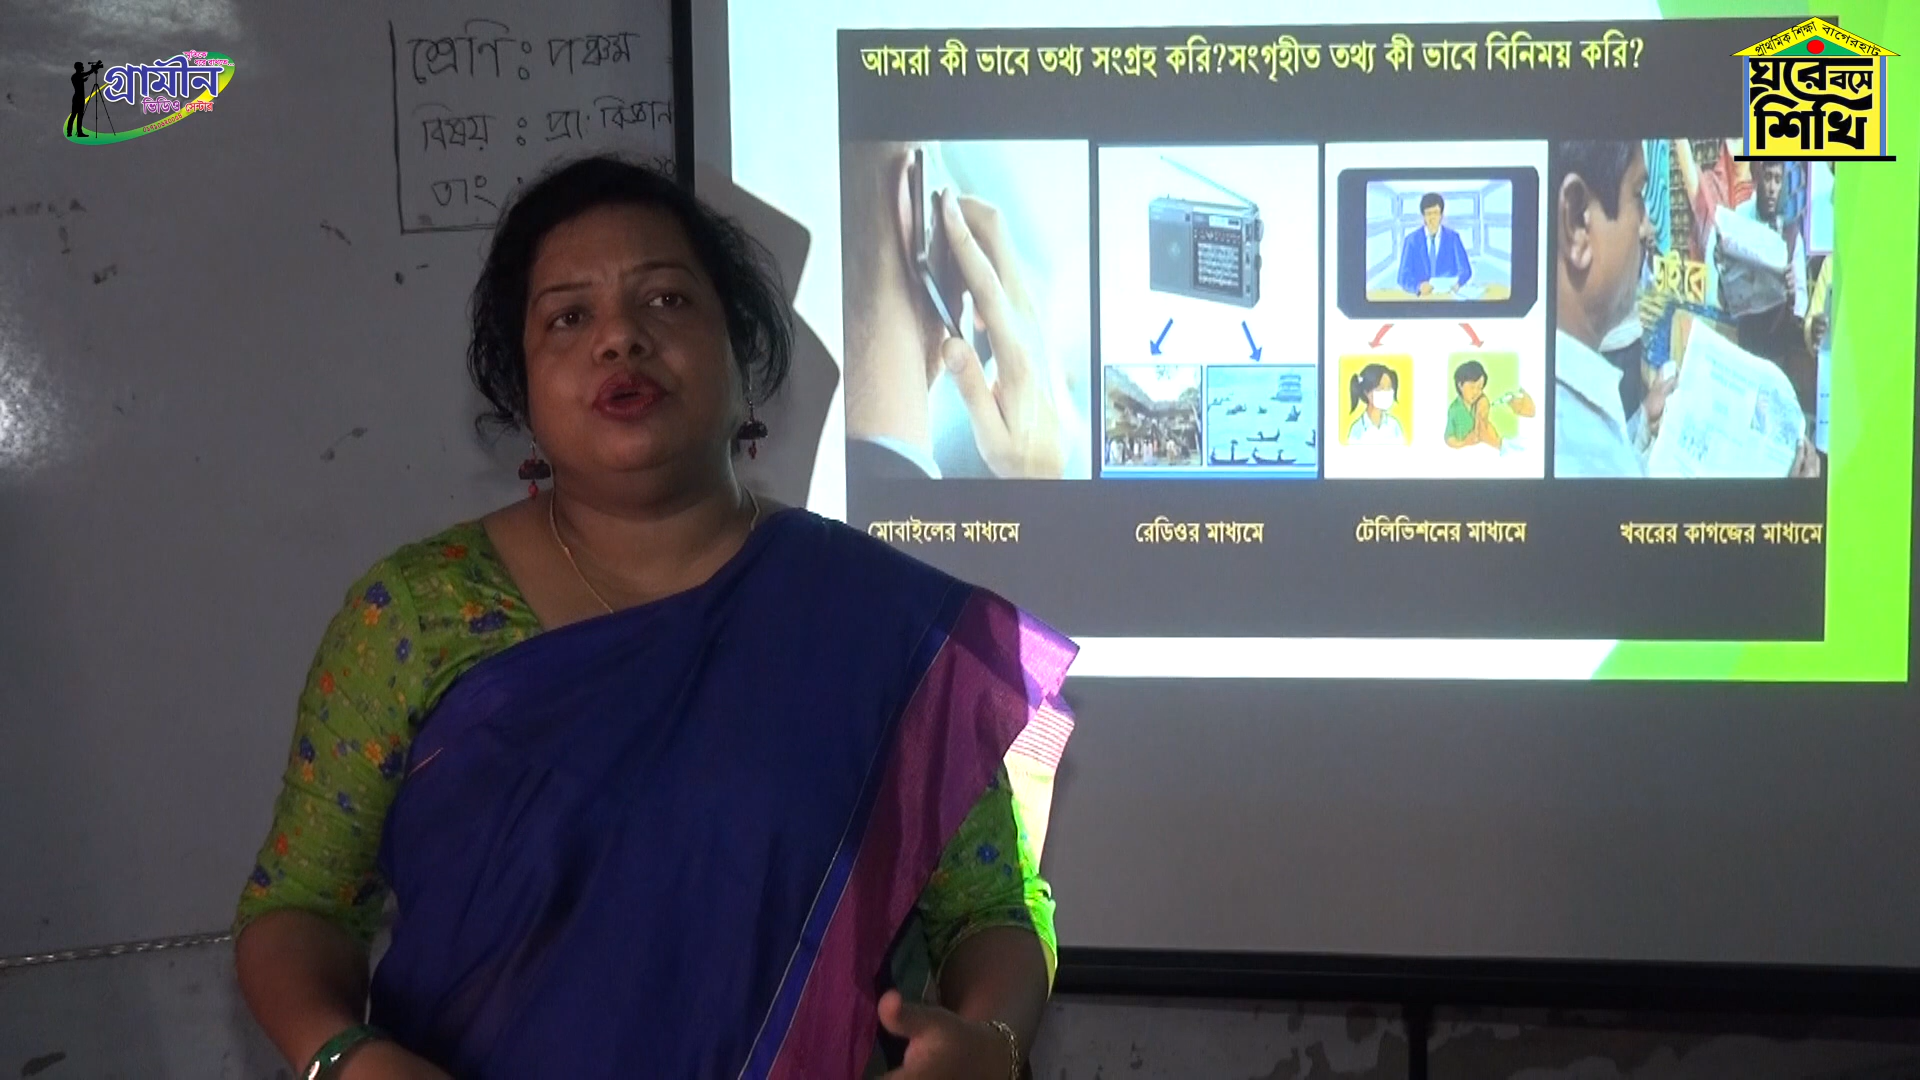 শ্রেণি : পঞ্চম
বিষয় : প্রা. বিজ্ঞান
তাং :
গ্রামীন
ভিডিও সেন্টার
আমরা কী ভাবে তথ্য সংগ্রহ করি?সংগৃহীত তথ্য কী ভাবে বিনিময় করি?
মোবাইলের মাধ্যমে
রেডিওর মাধ্যমে
টেলিভিশনের মাধ্যমে
খবরের কাগজের মাধ্যমে
প্রাথমিক শিক্ষা বাগেরহাট
ঘরে বসে
শিখি